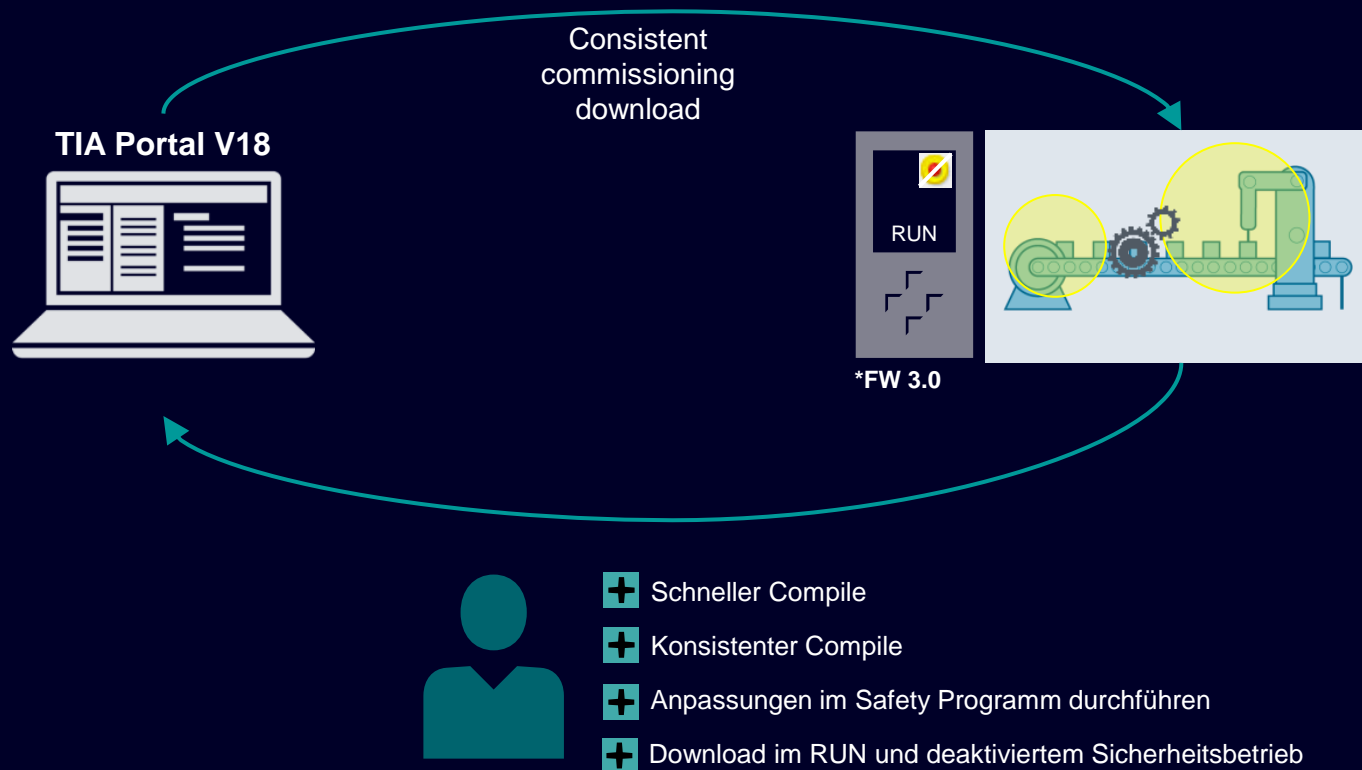 Consistent
commissioning
download
TIA Portal V18
RUN
*FW 3.0
Schneller Compile
Konsistenter Compile
Anpassungen im Safety Programm durchführen
Download im RUN und deaktiviertem Sicherheitsbetrieb